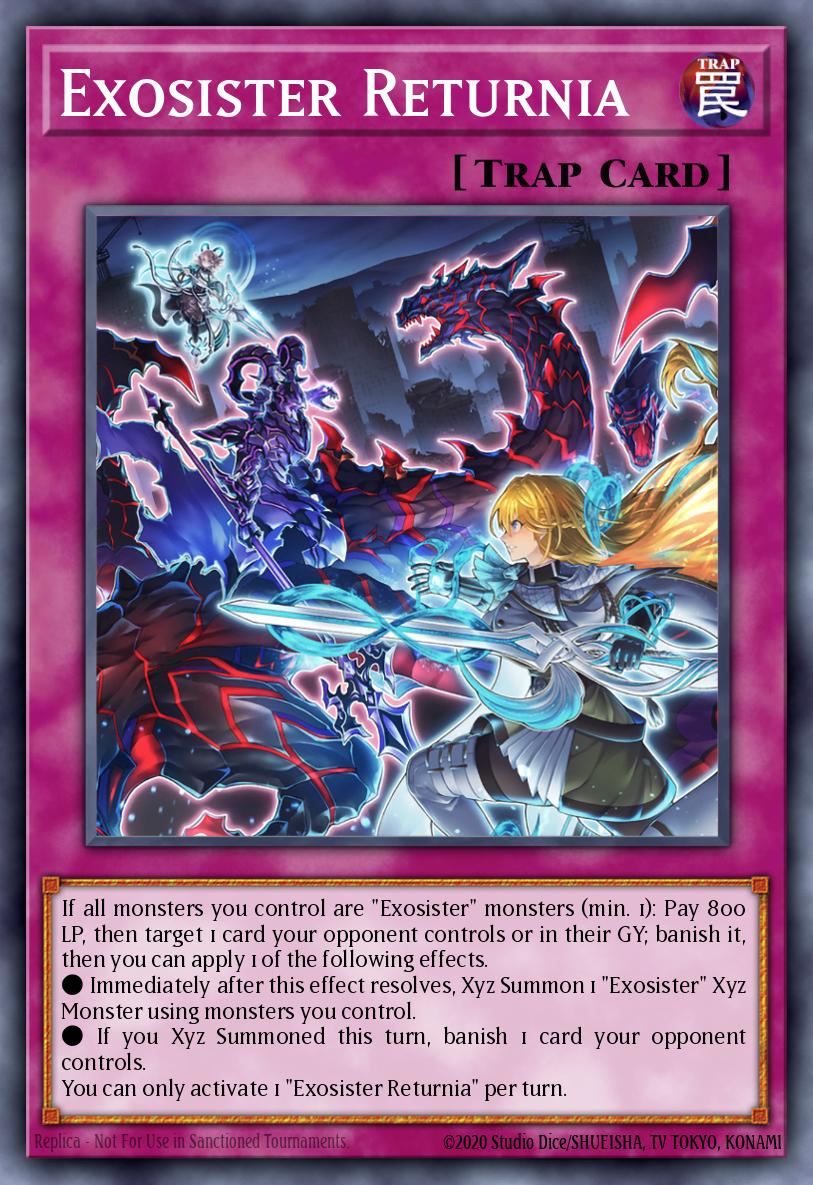 Exosister Returnia
TRAP
罠
[Trap Card]
If all monsters you control are "Exosister" monsters (min. 1): Pay 800
LP, then target 1 card your opponent controls or in their GY; banish it,
then you can apply 1 of the following effects.
● Immediately after this effect resolves, Xyz Summon 1 "Exosister" Xyz
Monster using monsters you control.
● If you Xyz Summoned this turn, banish 1 card your opponent
controls.
You can only activate 1 "Exosister Returnia" per turn.
Replica - Not For Use in Sanctioned Tournaments.
©2020 Studio Dice/SHUEISHA, TV TOKYO, KONAMI